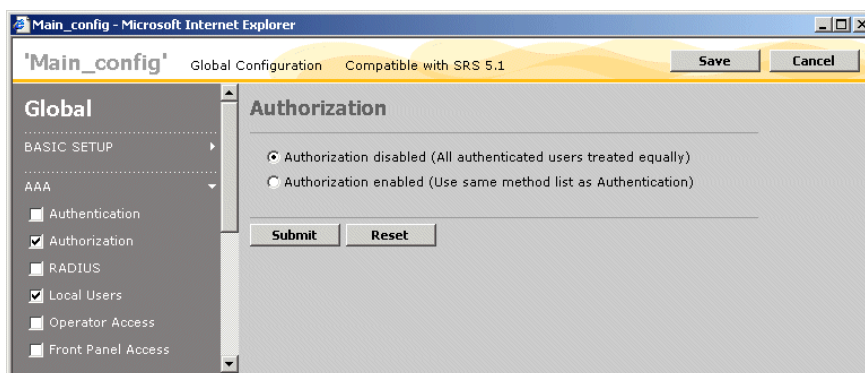 Main_config - Microsoft Internet Explorer
'Main_config' Global Configuration Compatible with SRS 5.1 Save Cancel
Global
BASIC SETUP
AAA
Authentication
Authorization
RADIUS
Local Users
Operator Access
Front Panel Access
Authorization
Authorization disabled (All authenticated users treated equally)
Authorization enabled (Use same method list as Authentication)
Submit Reset